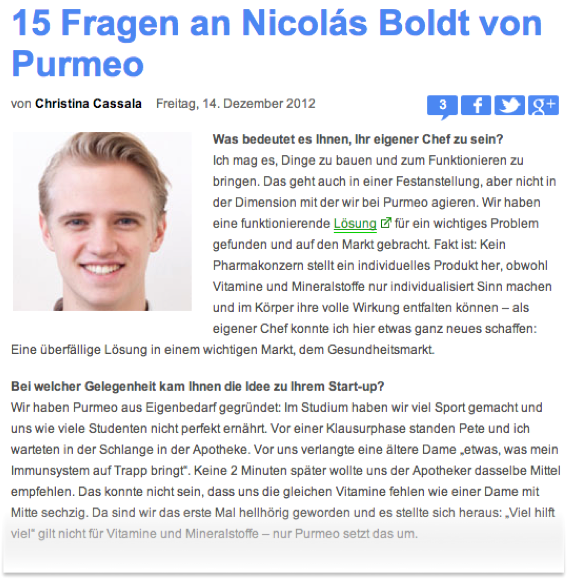 15 Fragen an Nicolás Boldt von
Purmeo
von Christina Cassala Freitag, 14. Dezember 2012
3
Was bedeutet es Ihnen, Ihr eigener Chef zu sein?
Ich mag es, Dinge zu bauen und zum Funktionieren zu
bringen. Das geht auch in einer Festanstellung, aber nicht in
der Dimension mit der wir bei Purmeo agieren. Wir haben
eine funktionierende Lösung für ein wichtiges Problem
gefunden und auf den Markt gebracht. Fakt ist: Kein
Pharmakonzern stellt ein individuelles Produkt her, obwohl
Vitamine und Mineralstoffe nur individualisiert Sinn machen
und im Körper ihre volle Wirkung entfalten können – als
eigener Chef konnte ich hier etwas ganz neues schaffen:
Eine überfällige Lösung in einem wichtigen Markt, dem Gesundheitsmarkt.
Bei welcher Gelegenheit kam Ihnen die Idee zu Ihrem Start-up?
Wir haben Purmeo aus Eigenbedarf gegründet: Im Studium haben wir viel Sport gemacht und
uns wie viele Studenten nicht perfekt ernährt. Vor einer Klausurphase standen Pete und ich
warteten in der Schlange in der Apotheke. Vor uns verlangte eine ältere Dame „etwas, was mein
Immunsystem auf Trapp bringt“. Keine 2 Minuten später wollte uns der Apotheker dasselbe Mittel
empfehlen. Das konnte nicht sein, dass uns die gleichen Vitamine fehlen wie einer Dame mit
Mitte sechzig. Da sind wir das erste Mal hellhörig geworden und es stellte sich heraus: „Viel hilft
viel“ gilt nicht für Vitamine und Mineralstoffe – nur Purmeo setzt das um.